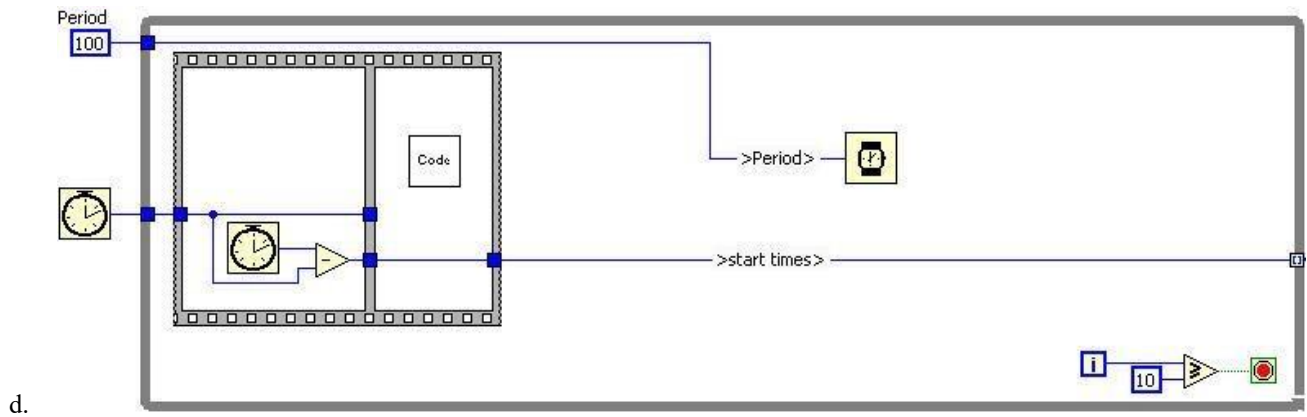 Period
100
Code
>Period>
>start times>
i
10
≥
d.